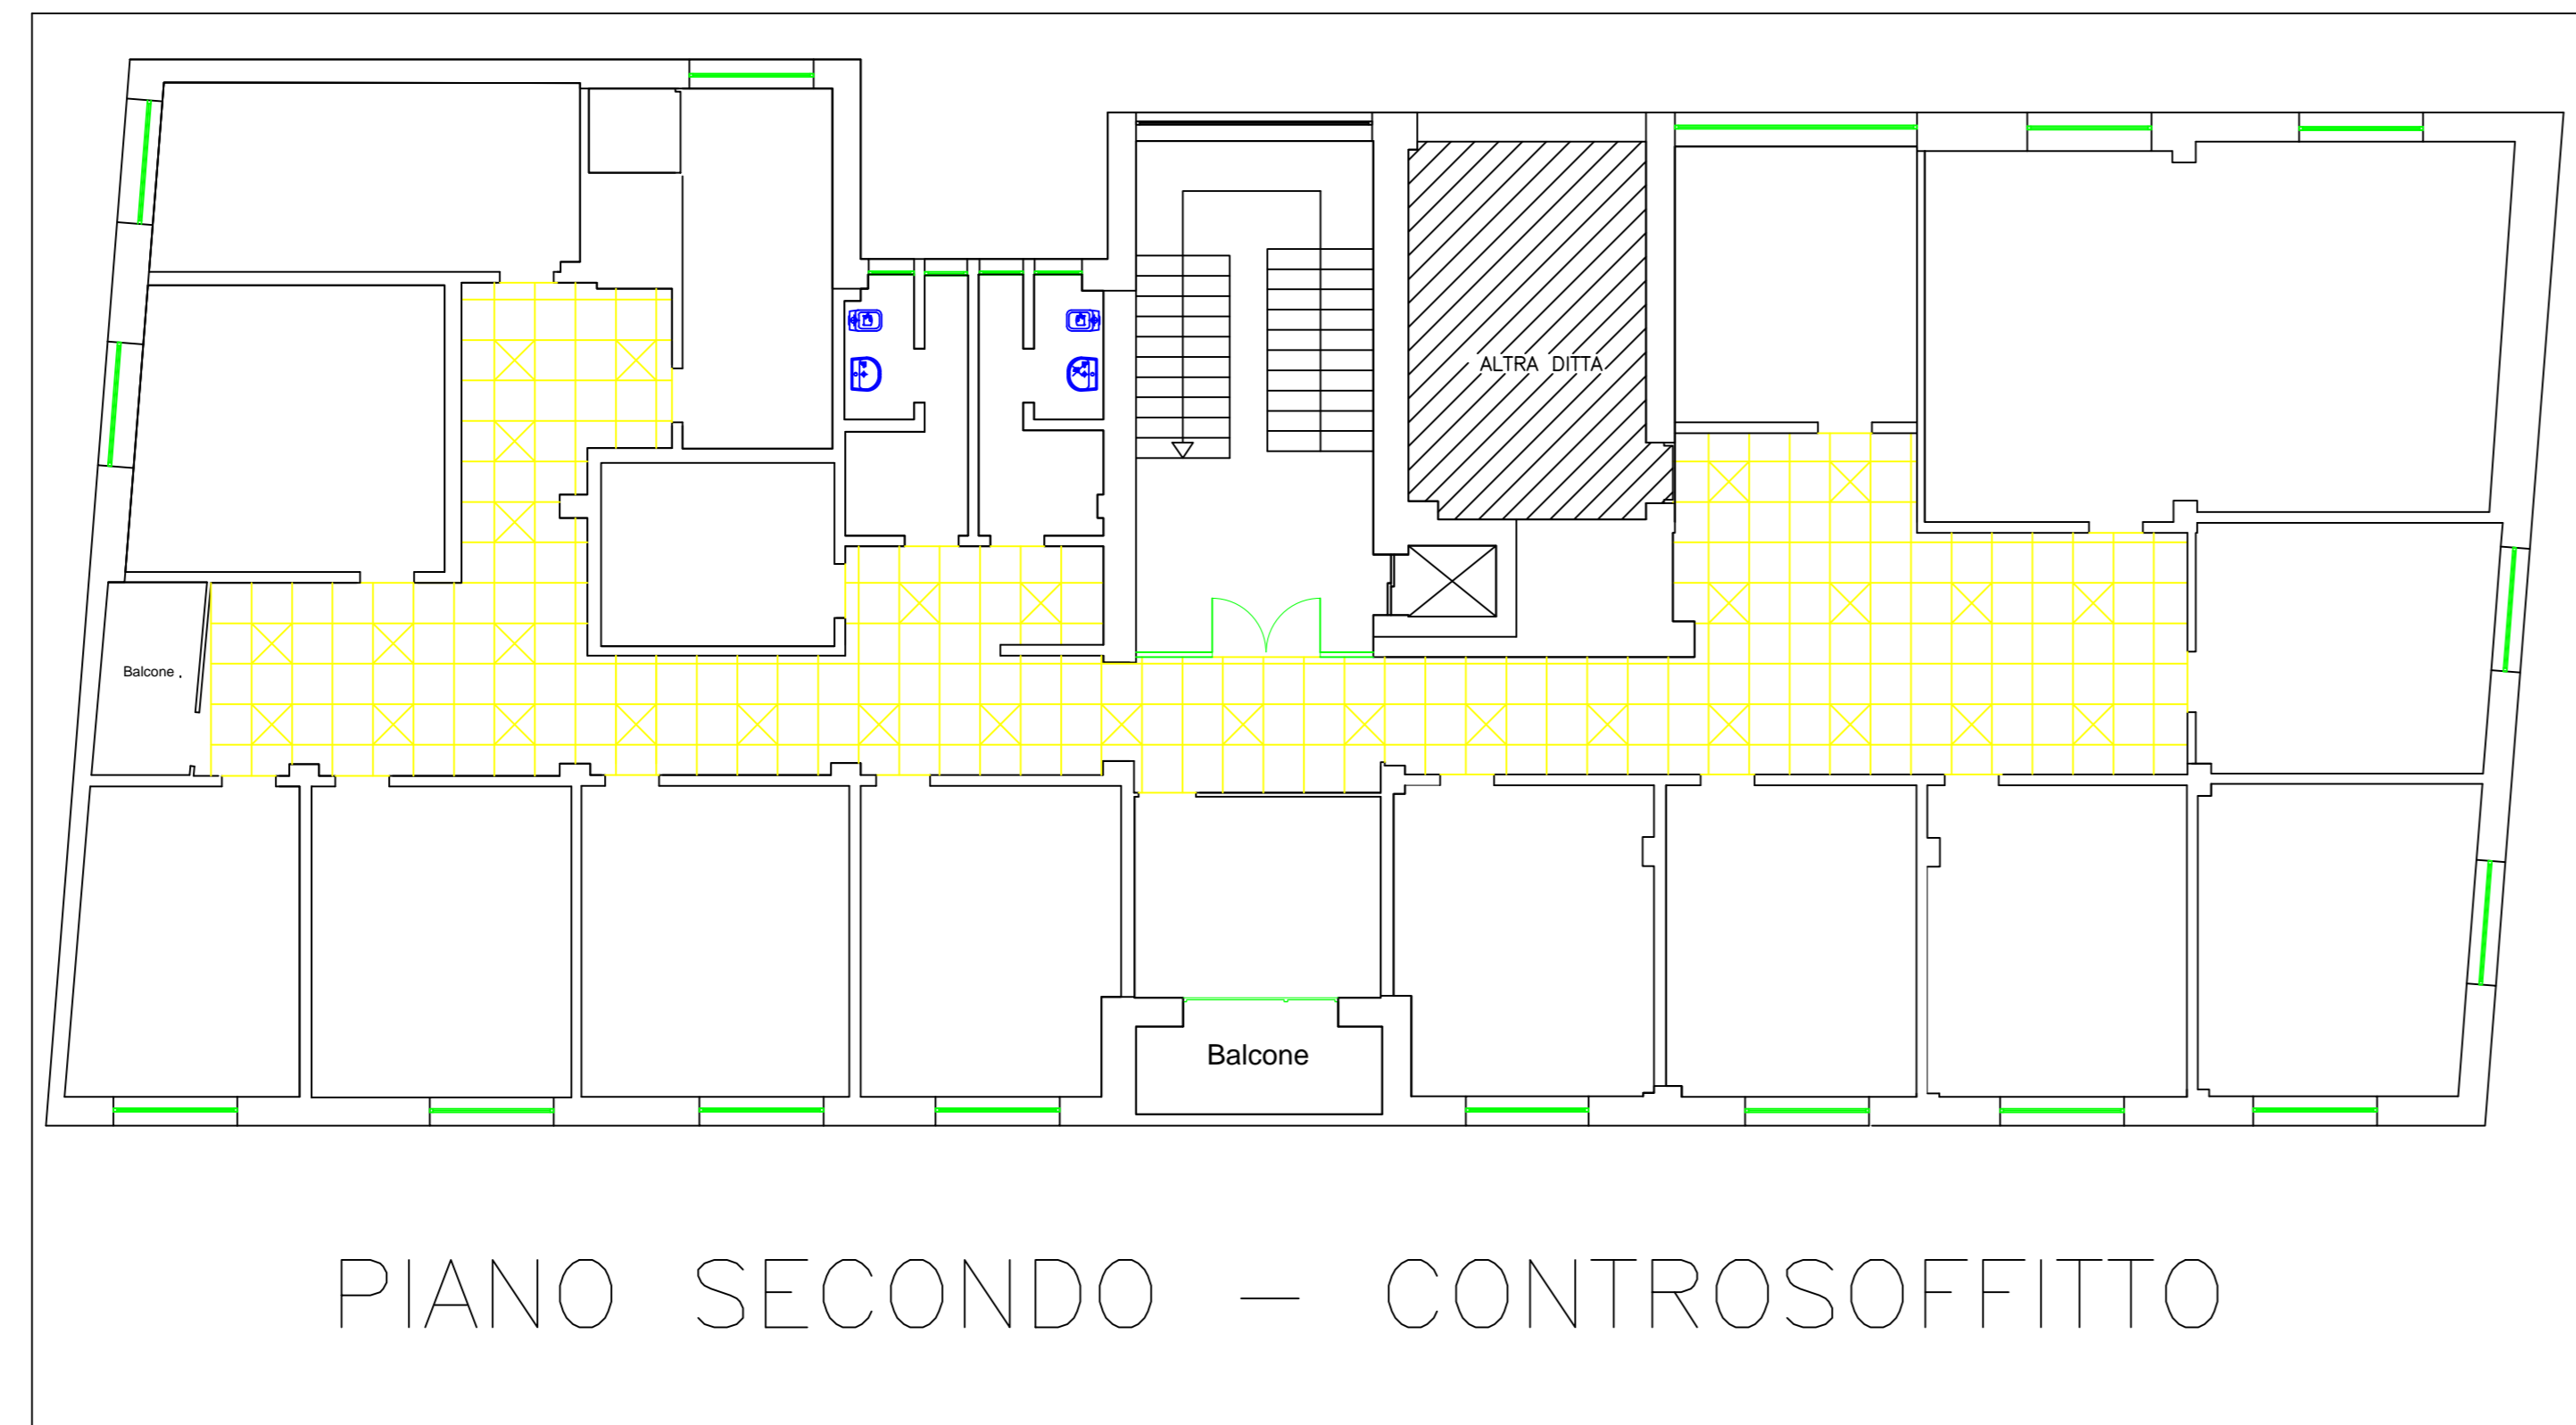 ALTRA DITTA
Balcone .
Balcone
PIANO SECONDO – CONTROSOFFITTO